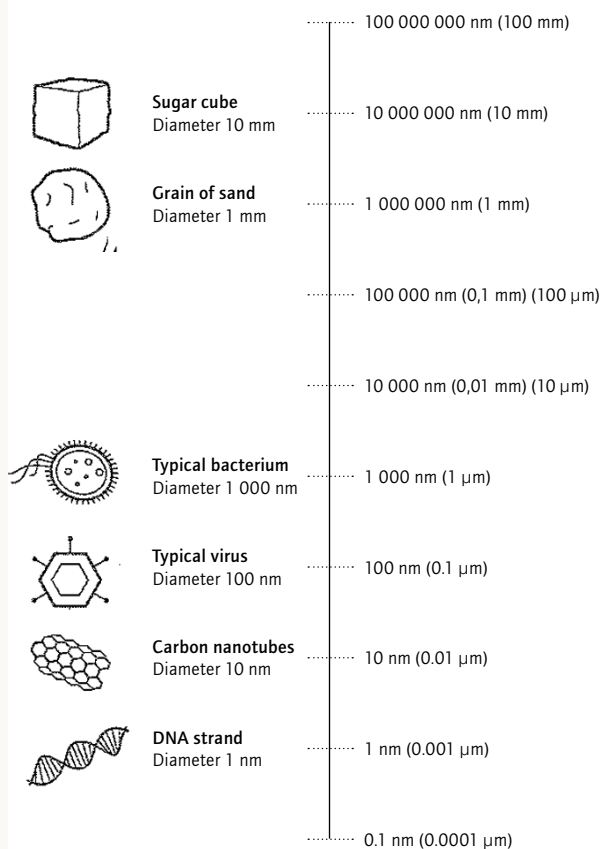 100 000 000 nm (100 mm)
Sugar cube
Diameter 10 mm
10 000 000 nm (10 mm)
Grain of sand
Diameter 1 mm
1 000 000 nm (1 mm)
100 000 nm (0,1 mm) (100 µm)
10 000 nm (0,01 mm) (10 µm)
Typical bacterium
Diameter 1 000 nm
1 000 nm (1 µm)
Typical virus
Diameter 100 nm
100 nm (0.1 µm)
Carbon nanotubes
Diameter 10 nm
10 nm (0.01 µm)
DNA strand
Diameter 1 nm
1 nm (0.001 µm)
0.1 nm (0.0001 µm)